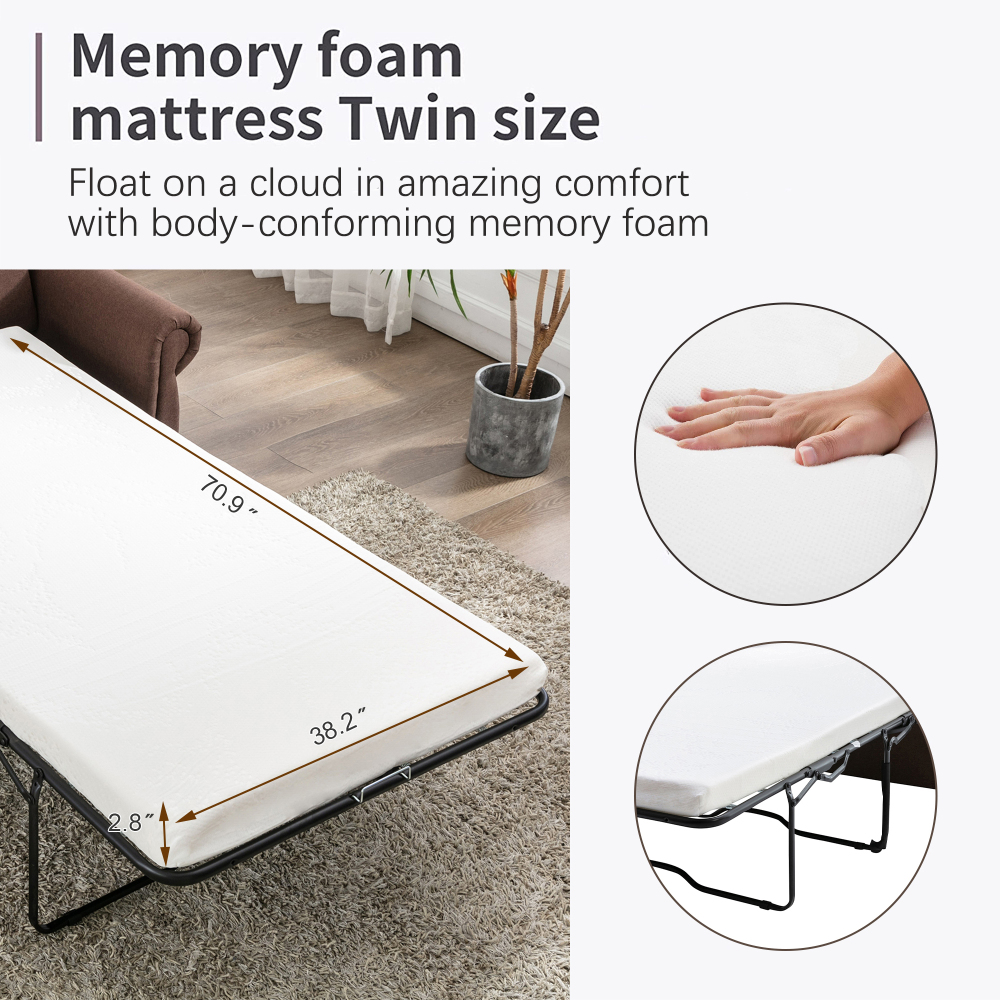 Memory foam
mattress Twin size
Float on a cloud in amazing comfort
with body-conforming memory foam
70.9″
38.2″
2.8″